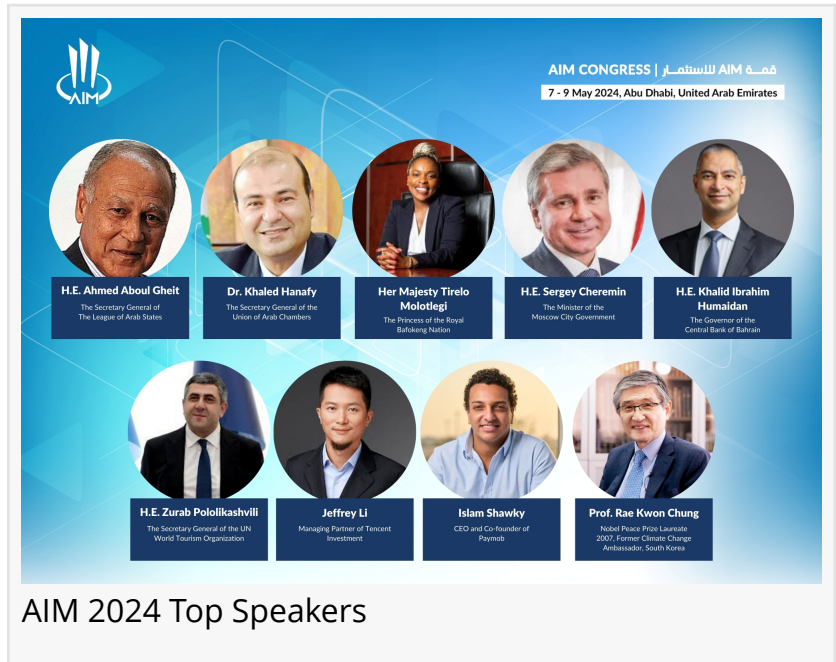 AIM
AIM CONGRESS | قمـــة AIM للاستثمـــار
7 - 9 May 2024, Abu Dhabi, United Arab Emirates
H.E. Ahmed Aboul Gheit
The Secretary General of
The League of Arab States
Dr. Khaled Hanafy
The Secretary General of the
Union of Arab Chambers
Her Majesty Tirelo
Molotlegi
The Princess of the Royal
Bafokeng Nation
H.E. Sergey Cheremin
The Minister of the
Moscow City Government
H.E. Khalid Ibrahim
Humaidan
The Governor of the
Central Bank of Bahrain
H.E. Zurab Pololikashvili
The Secretary General of the UN
World Tourism Organization
Jeffrey Li
Managing Partner of Tencent
Investment
Islam Shawky
CEO and Co-founder of
Paymob
Prof. Rae Kwon Chung
Nobel Peace Prize Laureate
2007, Former Climate Change
Ambassador, South Korea
AIM 2024 Top Speakers